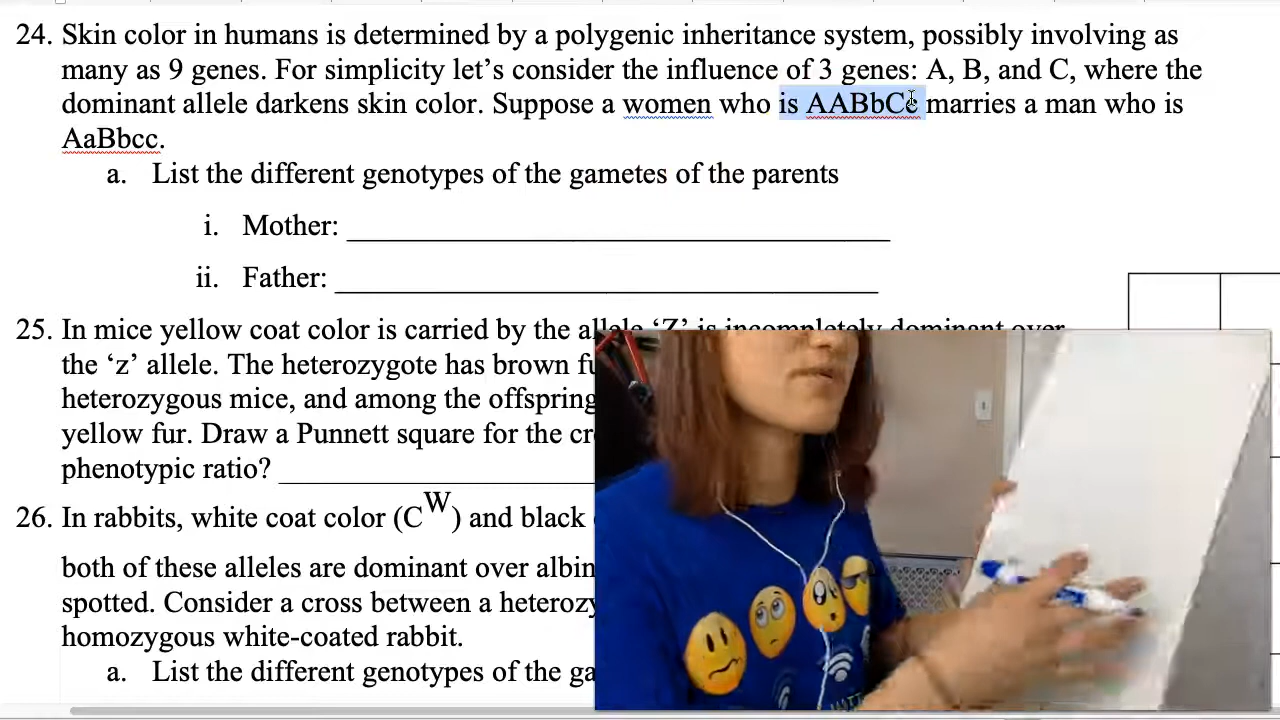 24. Skin color in humans is determined by a polygenic inheritance system, possibly involving as
many as 9 genes. For simplicity let’s consider the influence of 3 genes: A, B, and C, where the
dominant allele darkens skin color. Suppose a women who is AABbCc marries a man who is
AaBbcc.
a. List the different genotypes of the gametes of the parents
i. Mother:
ii. Father:
25. In mice yellow coat color is carried by the allele ‘Z’ is incompletely dominant over
the ‘z’ allele. The heterozygote has brown
heterozygous mice, and among the offspring
yellow fur. Draw a Punnett square for the
phenotypic ratio?
26. In rabbits, white coat color (C^W) and black
both of these alleles are dominant over
spotted. Consider a cross between a
homozygous white-coated rabbit.
a. List the different genotypes of the